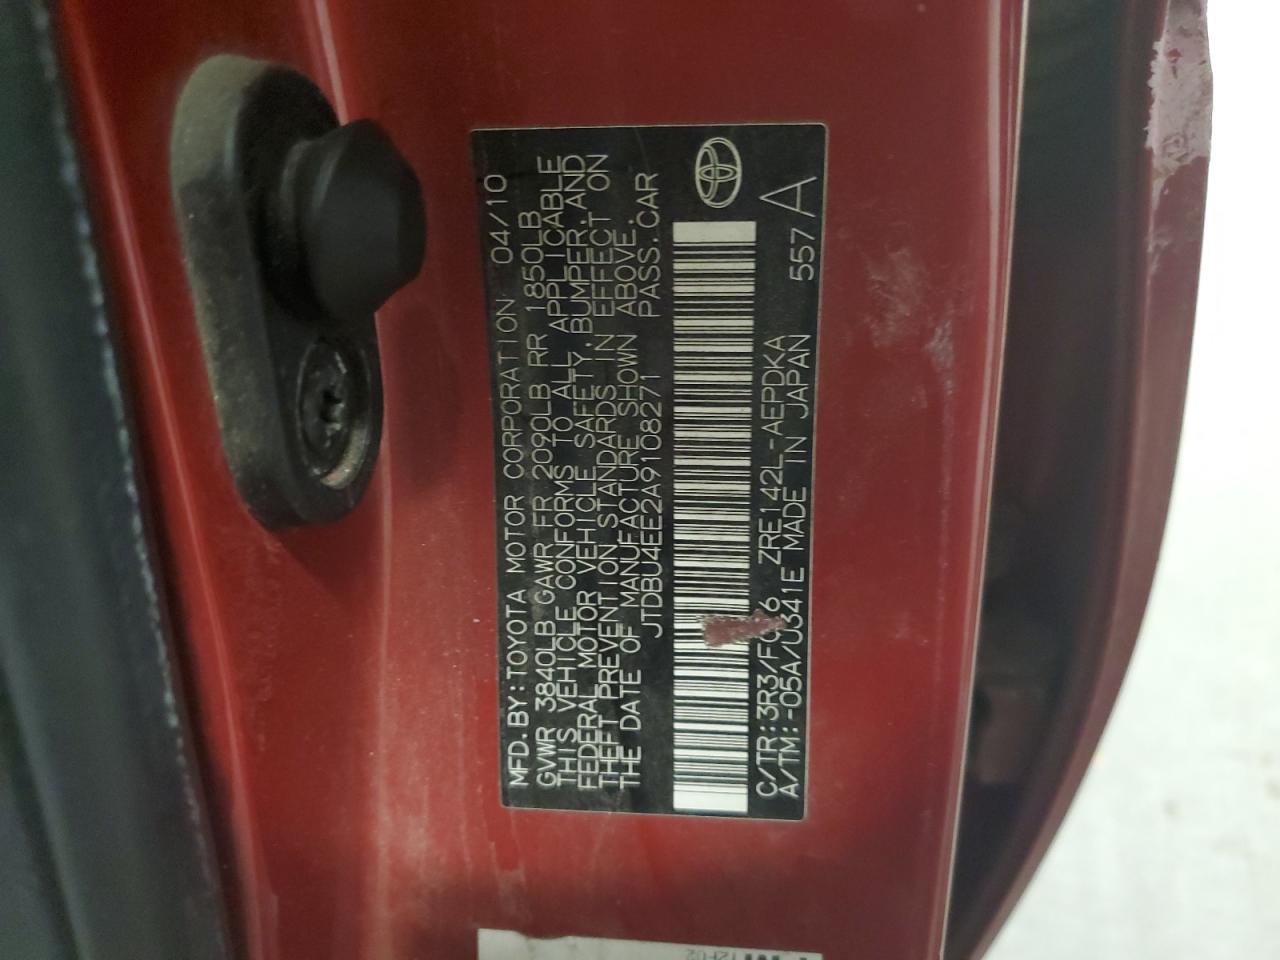 MFD.BY:TOYOTA MOTOR CORPORATION 04/10
GVWR 3840LB GAWR FR 2090LB RR 1850LB
THIS VEHICLE CONFORMS TO ALL APPLICABLE
FEDERAL MOTOR VEHICLE SAFETY,BUMPER,AND
THEFT PREVENTION STANDARDS IN EFFECT ON
THE DATE OF MANUFACTURE SHOWN ABOVE.
JTDBU4EE2A9108271 PASS.CAR
C/TR:3R3/ ZRE142L-AEPDKA 557 A
A/TM:-05A/U341E MADE IN JAPAN